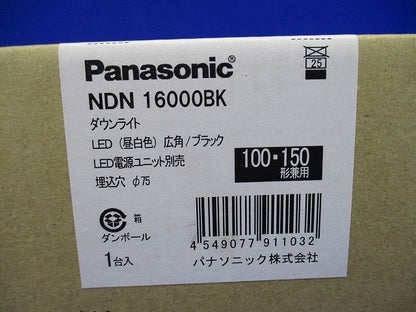 Panasonic®
25
NDN 16000BK
ダウンライト
LED（昼白色）広角/ブラック
LED電源ユニット別売
埋込穴 φ75
100・150
形兼用
箱
ダンボール
1台入
4 549077 911032
パナソニック株式会社